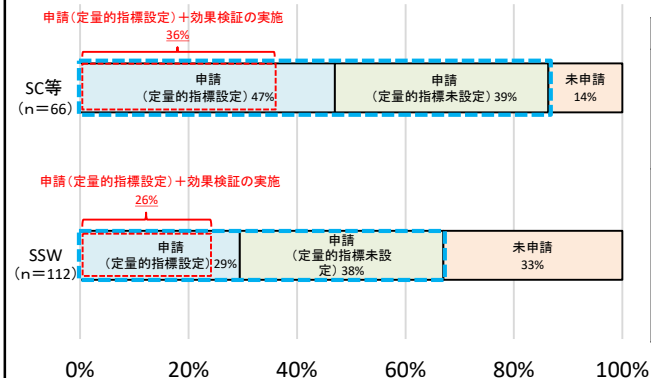 申請(定量的指標設定)+効果検証の実施
36%
SC等
(n=66)
申請
(定量的指標設定) 47%
申請
(定量的指標未設定) 39%
未申請
14%
申請(定量的指標設定)+効果検証の実施
26%
SSW
(n=112)
申請
(定量的指標設定) 29%
申請
(定量的指標未設
定) 38%
未申請
33%
0% 20% 40% 60% 80% 100%